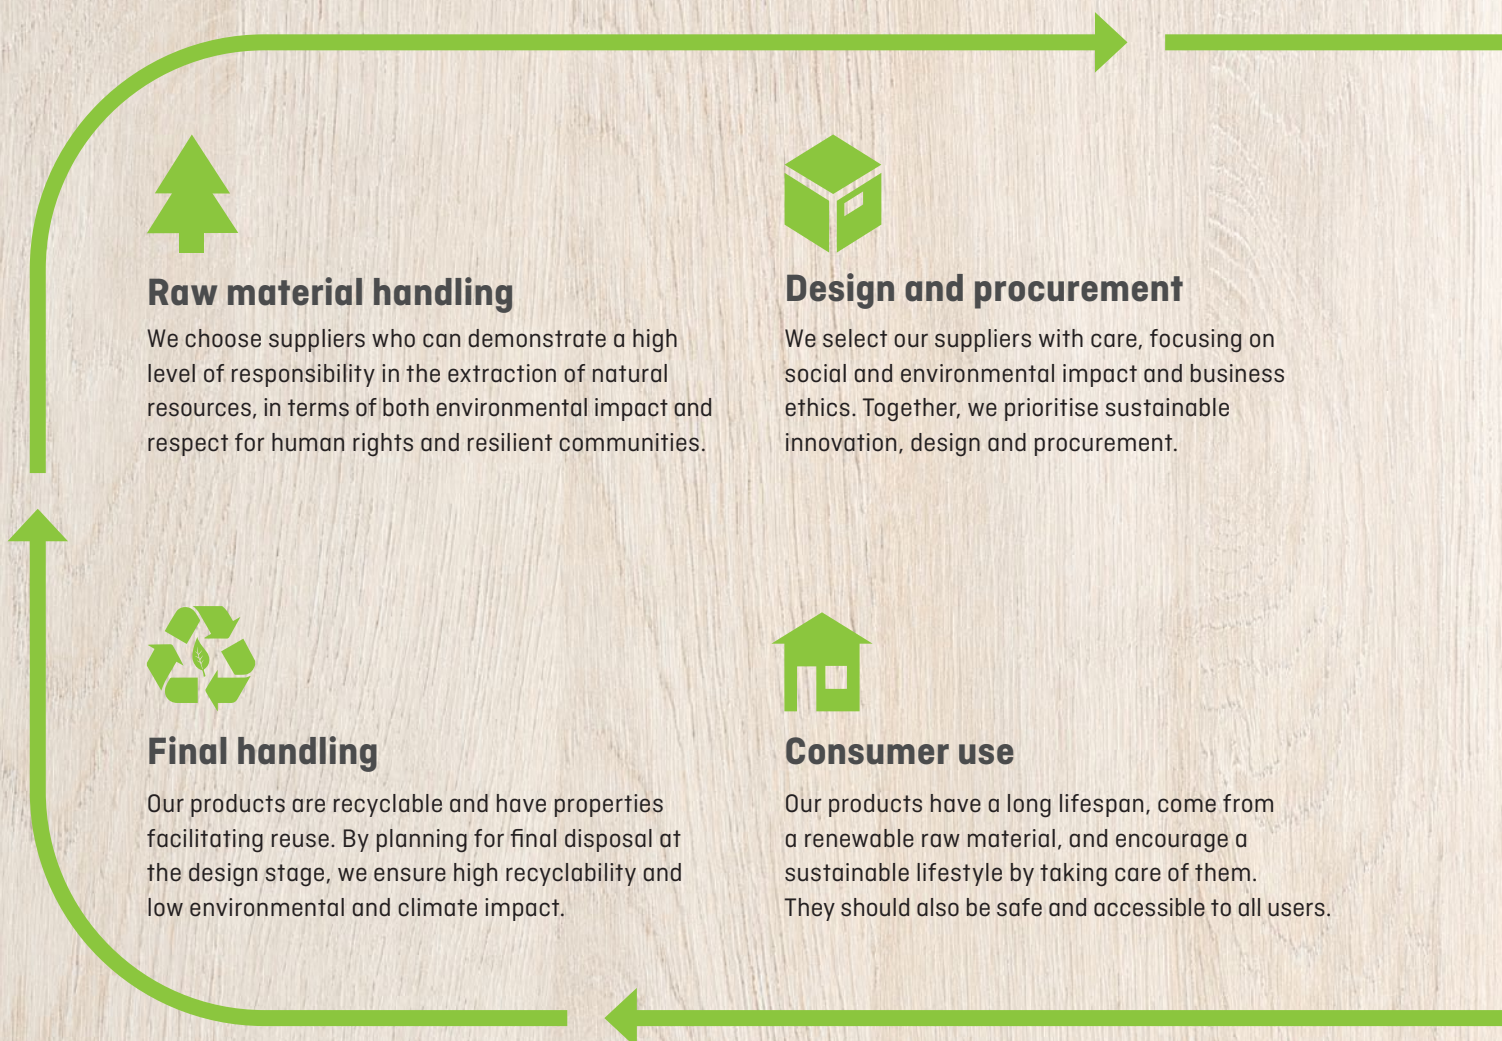 Raw material handling
We choose suppliers who can demonstrate a high
level of responsibility in the extraction of natural
resources, in terms of both environmental impact and
respect for human rights and resilient communities.
Design and procurement
We select our suppliers with care, focusing on
social and environmental impact and business
ethics. Together, we prioritise sustainable
innovation, design and procurement.
Final handling
Our products are recyclable and have properties
facilitating reuse. By planning for final disposal at
the design stage, we ensure high recyclability and
low environmental and climate impact.
Consumer use
Our products have a long lifespan, come from
a renewable raw material, and encourage a
sustainable lifestyle by taking care of them.
They should also be safe and accessible to all users.